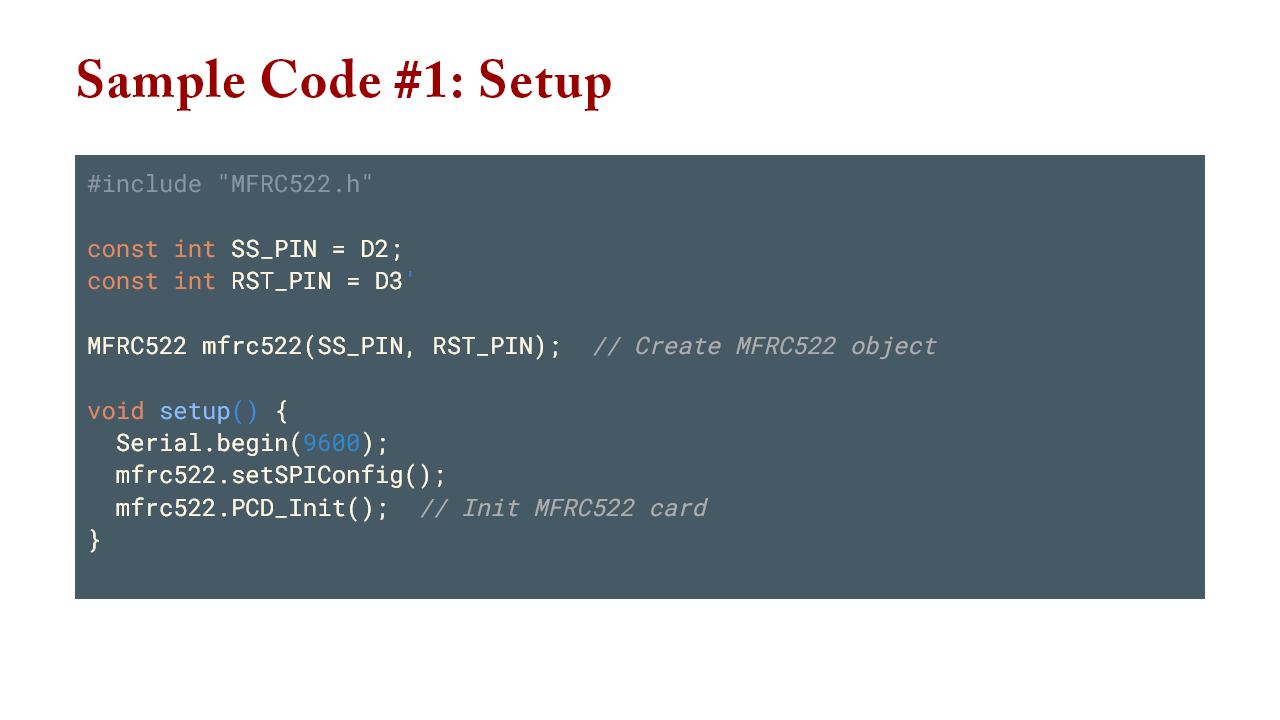 Sample Code #1: Setup
#include "MFRC522.h"
const int SS_PIN = D2;
const int RST_PIN = D3'
MFRC522 mfrc522(SS_PIN, RST_PIN);  // Create MFRC522 object
void setup() {
  Serial.begin(9600);
  mfrc522.setSPIConfig();
  mfrc522.PCD_Init();  // Init MFRC522 card
}